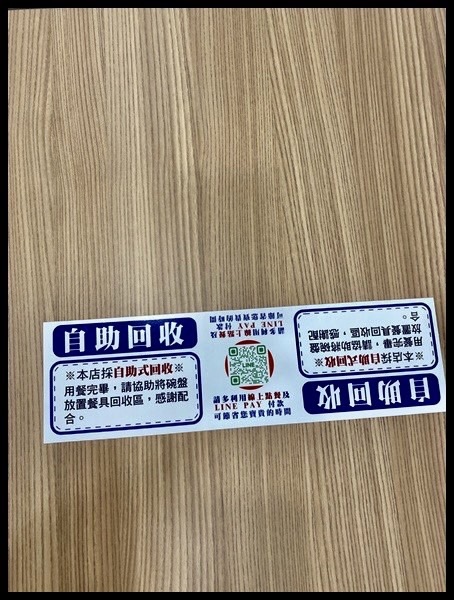 自助回收
※本店採自助式回收※
用餐完畢，請協助將碗盤
放置餐具回收區，感謝配
合。
請多利用線上點餐及
LINE PAY 付款
可節省您寶貴的時間
LINE
請多利用線上點餐及
LINE PAY 付款
可節省您寶貴的時間
自助回收
※本店採自助式回收※
用餐完畢，請協助將碗盤
放置餐具回收區，感謝配
合。